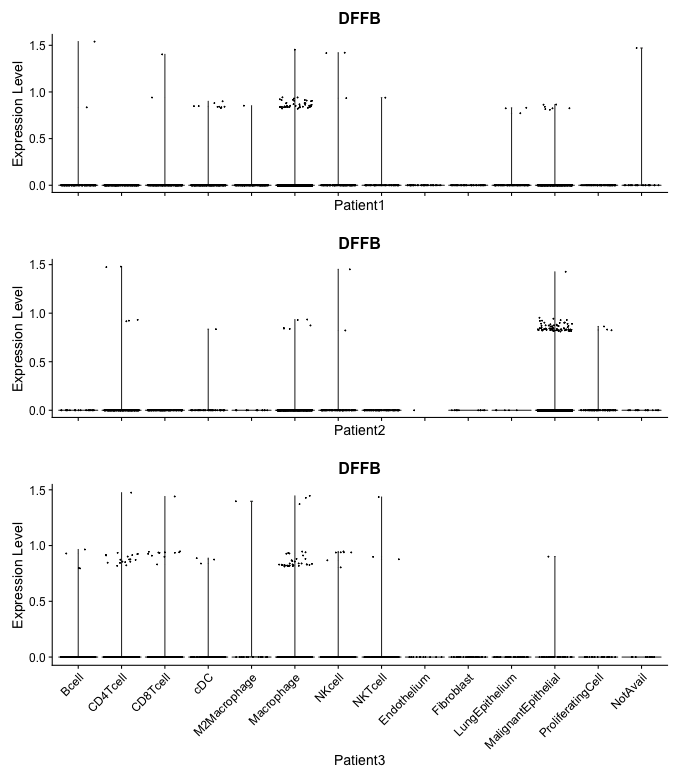 DFFB
Expression Level
1.5
1.0
0.5
0.0
Patient1
DFFB
Expression Level
1.5
1.0
0.5
0.0
Patient2
DFFB
Expression Level
1.5
1.0
0.5
0.0
Bcell
CD4Tcell
CD8Tcell
cDC
M2Macrophage
Macrophage
NKcell
NKTcell
Endothelium
Fibroblast
LungEpithelium
MalignantEpithelial
ProliferatingCell
NotAvail
Patient3